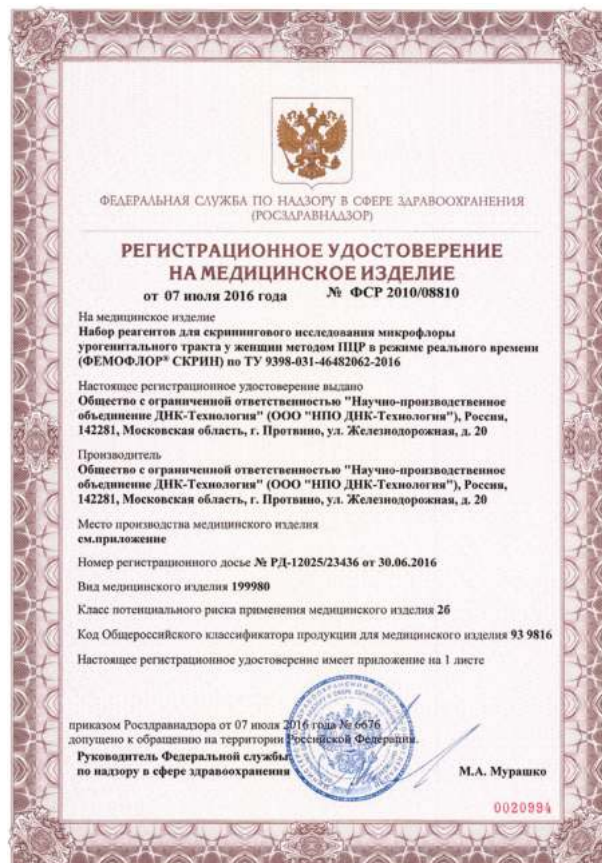 ФЕДЕРАЛЬНАЯ СЛУЖБА ПО НАДЗОРУ В СФЕРЕ ЗДРАВООХРАНЕНИЯ
(РОСЗДРАВНАДЗОР)
РЕГИСТРАЦИОННОЕ УДОСТОВЕРЕНИЕ
НА МЕДИЦИНСКОЕ ИЗДЕЛИЕ
от 07 июля 2016 года № ФСР 2010/08810
На медицинское изделие
Набор реагентов для скринингового исследования микрофлоры
урогенитального тракта у женщин методом ПЦР в режиме реального времени
(ФЕМОФЛОР® СКРИН) по ТУ 9398-031-46482062-2016
Настоящее регистрационное удостоверение выдано
Общество с ограниченной ответственностью "Научно-производственное
объединение ДНК-Технология" (ООО "НПО ДНК-Технология"), Россия,
142281, Московская область, г. Протвино, ул. Железнодорожная, д. 20
Производитель
Общество с ограниченной ответственностью "Научно-производственное
объединение ДНК-Технология" (ООО "НПО ДНК-Технология"), Россия,
142281, Московская область, г. Протвино, ул. Железнодорожная, д. 20
Место производства медицинского изделия
см.приложение
Номер регистрационного досье № РД-12025/23436 от 30.06.2016
Вид медицинского изделия 199980
Класс потенциального риска применения медицинского изделия 2б
Код Общероссийского классификатора продукции для медицинского изделия 93 9816
Настоящее регистрационное удостоверение имеет приложение на 1 листе
приказом Росздравнадзора от 07 июля 2016 года № 6676
допущено к обращению на территории Российской Федерации.
Руководитель Федеральной службы
по надзору в сфере здравоохранения М.А. Мурашко
0020994